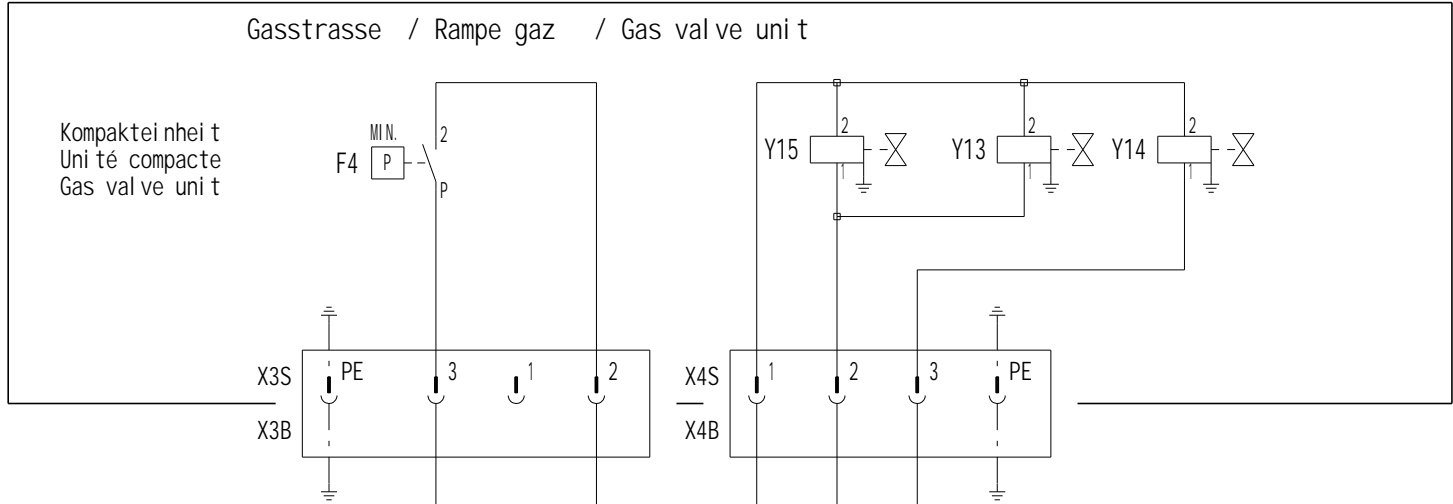 Gasstrasse / Rampe gaz / Gas valve unit
Kompakteinheit
Unité compacte
Gas valve unit
MIN.
F4 P
2
P
Y15
2
1
Y13
2
1
Y14
2
1
X3S PE 3 1 2
X3B
X4S 1 2 3 PE
X4B